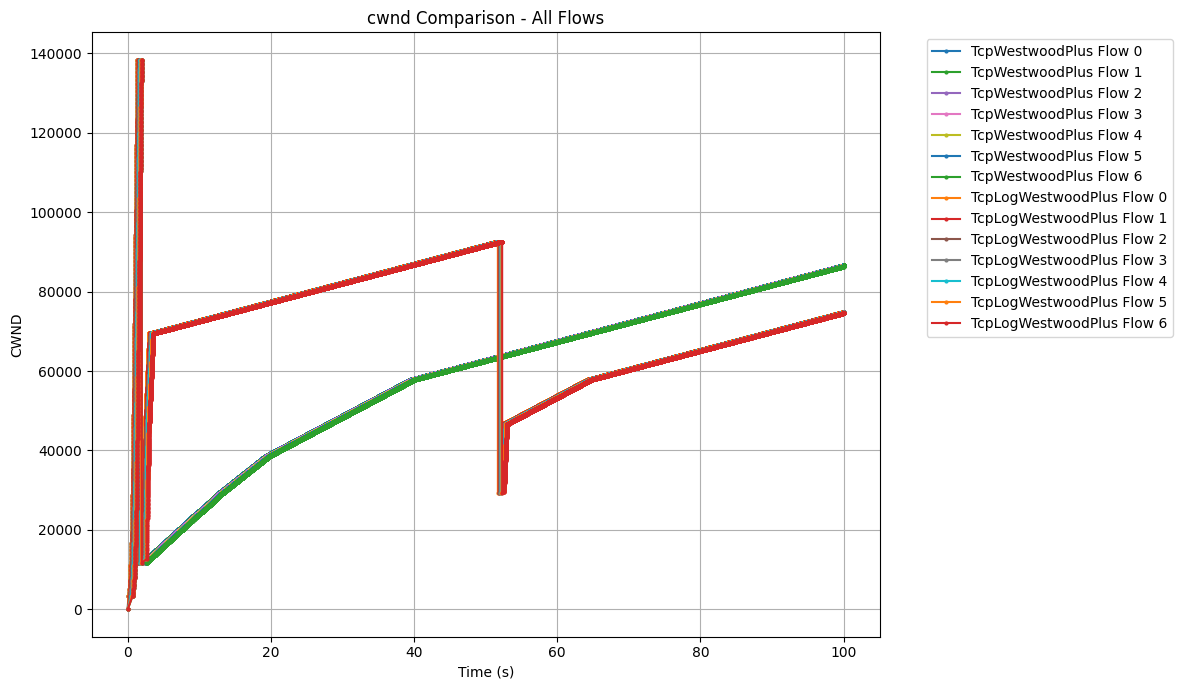 cwnd Comparison - All Flows
CWND
140000
120000
100000
80000
60000
40000
20000
0
0 20 40 60 80 100
Time (s)
TcpWestwoodPlus Flow 0
TcpWestwoodPlus Flow 1
TcpWestwoodPlus Flow 2
TcpWestwoodPlus Flow 3
TcpWestwoodPlus Flow 4
TcpWestwoodPlus Flow 5
TcpWestwoodPlus Flow 6
TcpLogWestwoodPlus Flow 0
TcpLogWestwoodPlus Flow 1
TcpLogWestwoodPlus Flow 2
TcpLogWestwoodPlus Flow 3
TcpLogWestwoodPlus Flow 4
TcpLogWestwoodPlus Flow 5
TcpLogWestwoodPlus Flow 6